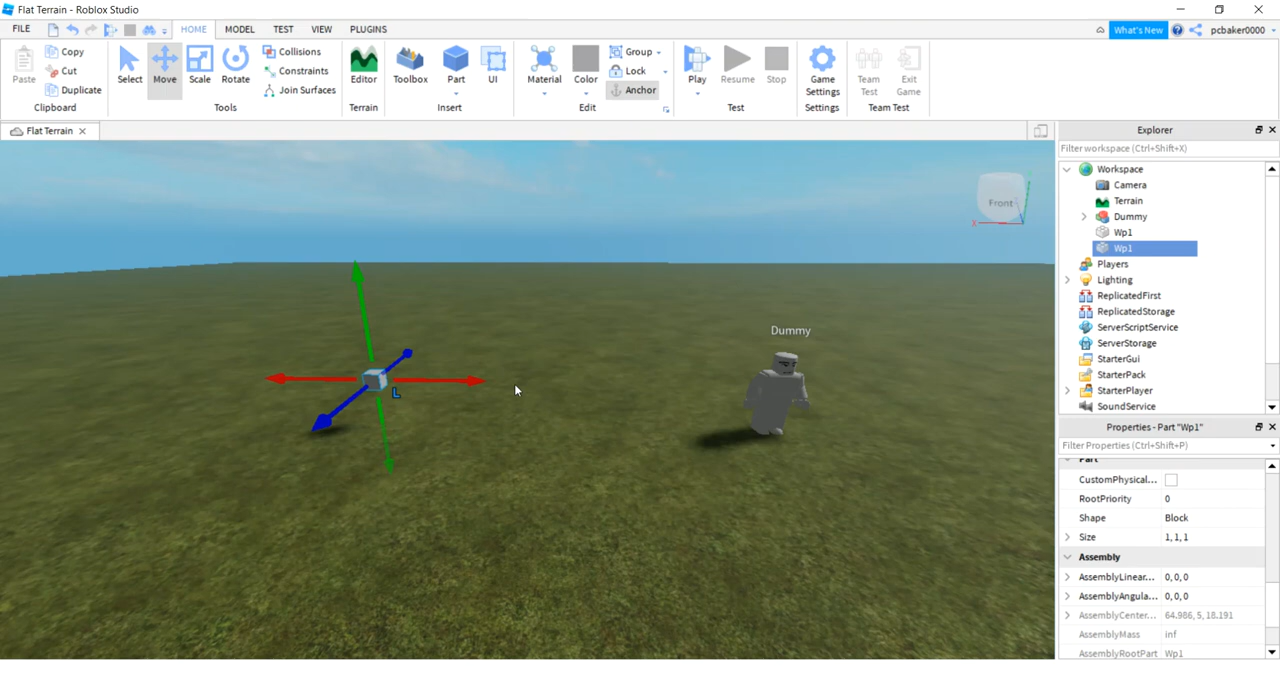 Flat Terrain - Roblox Studio
FILE HOME MODEL TEST VIEW PLUGINS What's New pcbaker0000
Paste Copy Cut Duplicate Clipboard
Select Move Scale Rotate Collisions Constraints Join Surfaces Tools
Editor Terrain
Toolbox Part UI Insert
Material Color Group Lock Anchor Edit
Play Resume Stop Test
Game Settings Settings
Team Test Exit Game Team Test
Flat Terrain
Front
X
Dummy
L
Explorer
Filter workspace (Ctrl+Shift+X)
Workspace
Camera
Terrain
Dummy
Wp1
Wp1
Players
Lighting
ReplicatedFirst
ReplicatedStorage
ServerScriptService
ServerStorage
StarterGui
StarterPack
StarterPlayer
SoundService
Properties - Part "Wp1"
Filter Properties (Ctrl+Shift+P)
Part
CustomPhysical...
RootPriority 0
Shape Block
Size 1, 1, 1
Assembly
AssemblyLinear... 0, 0, 0
AssemblyAngula... 0, 0, 0
AssemblyCenter... 64.986, 5, 18.191
AssemblyMass inf
AssemblyRootPart Wp1